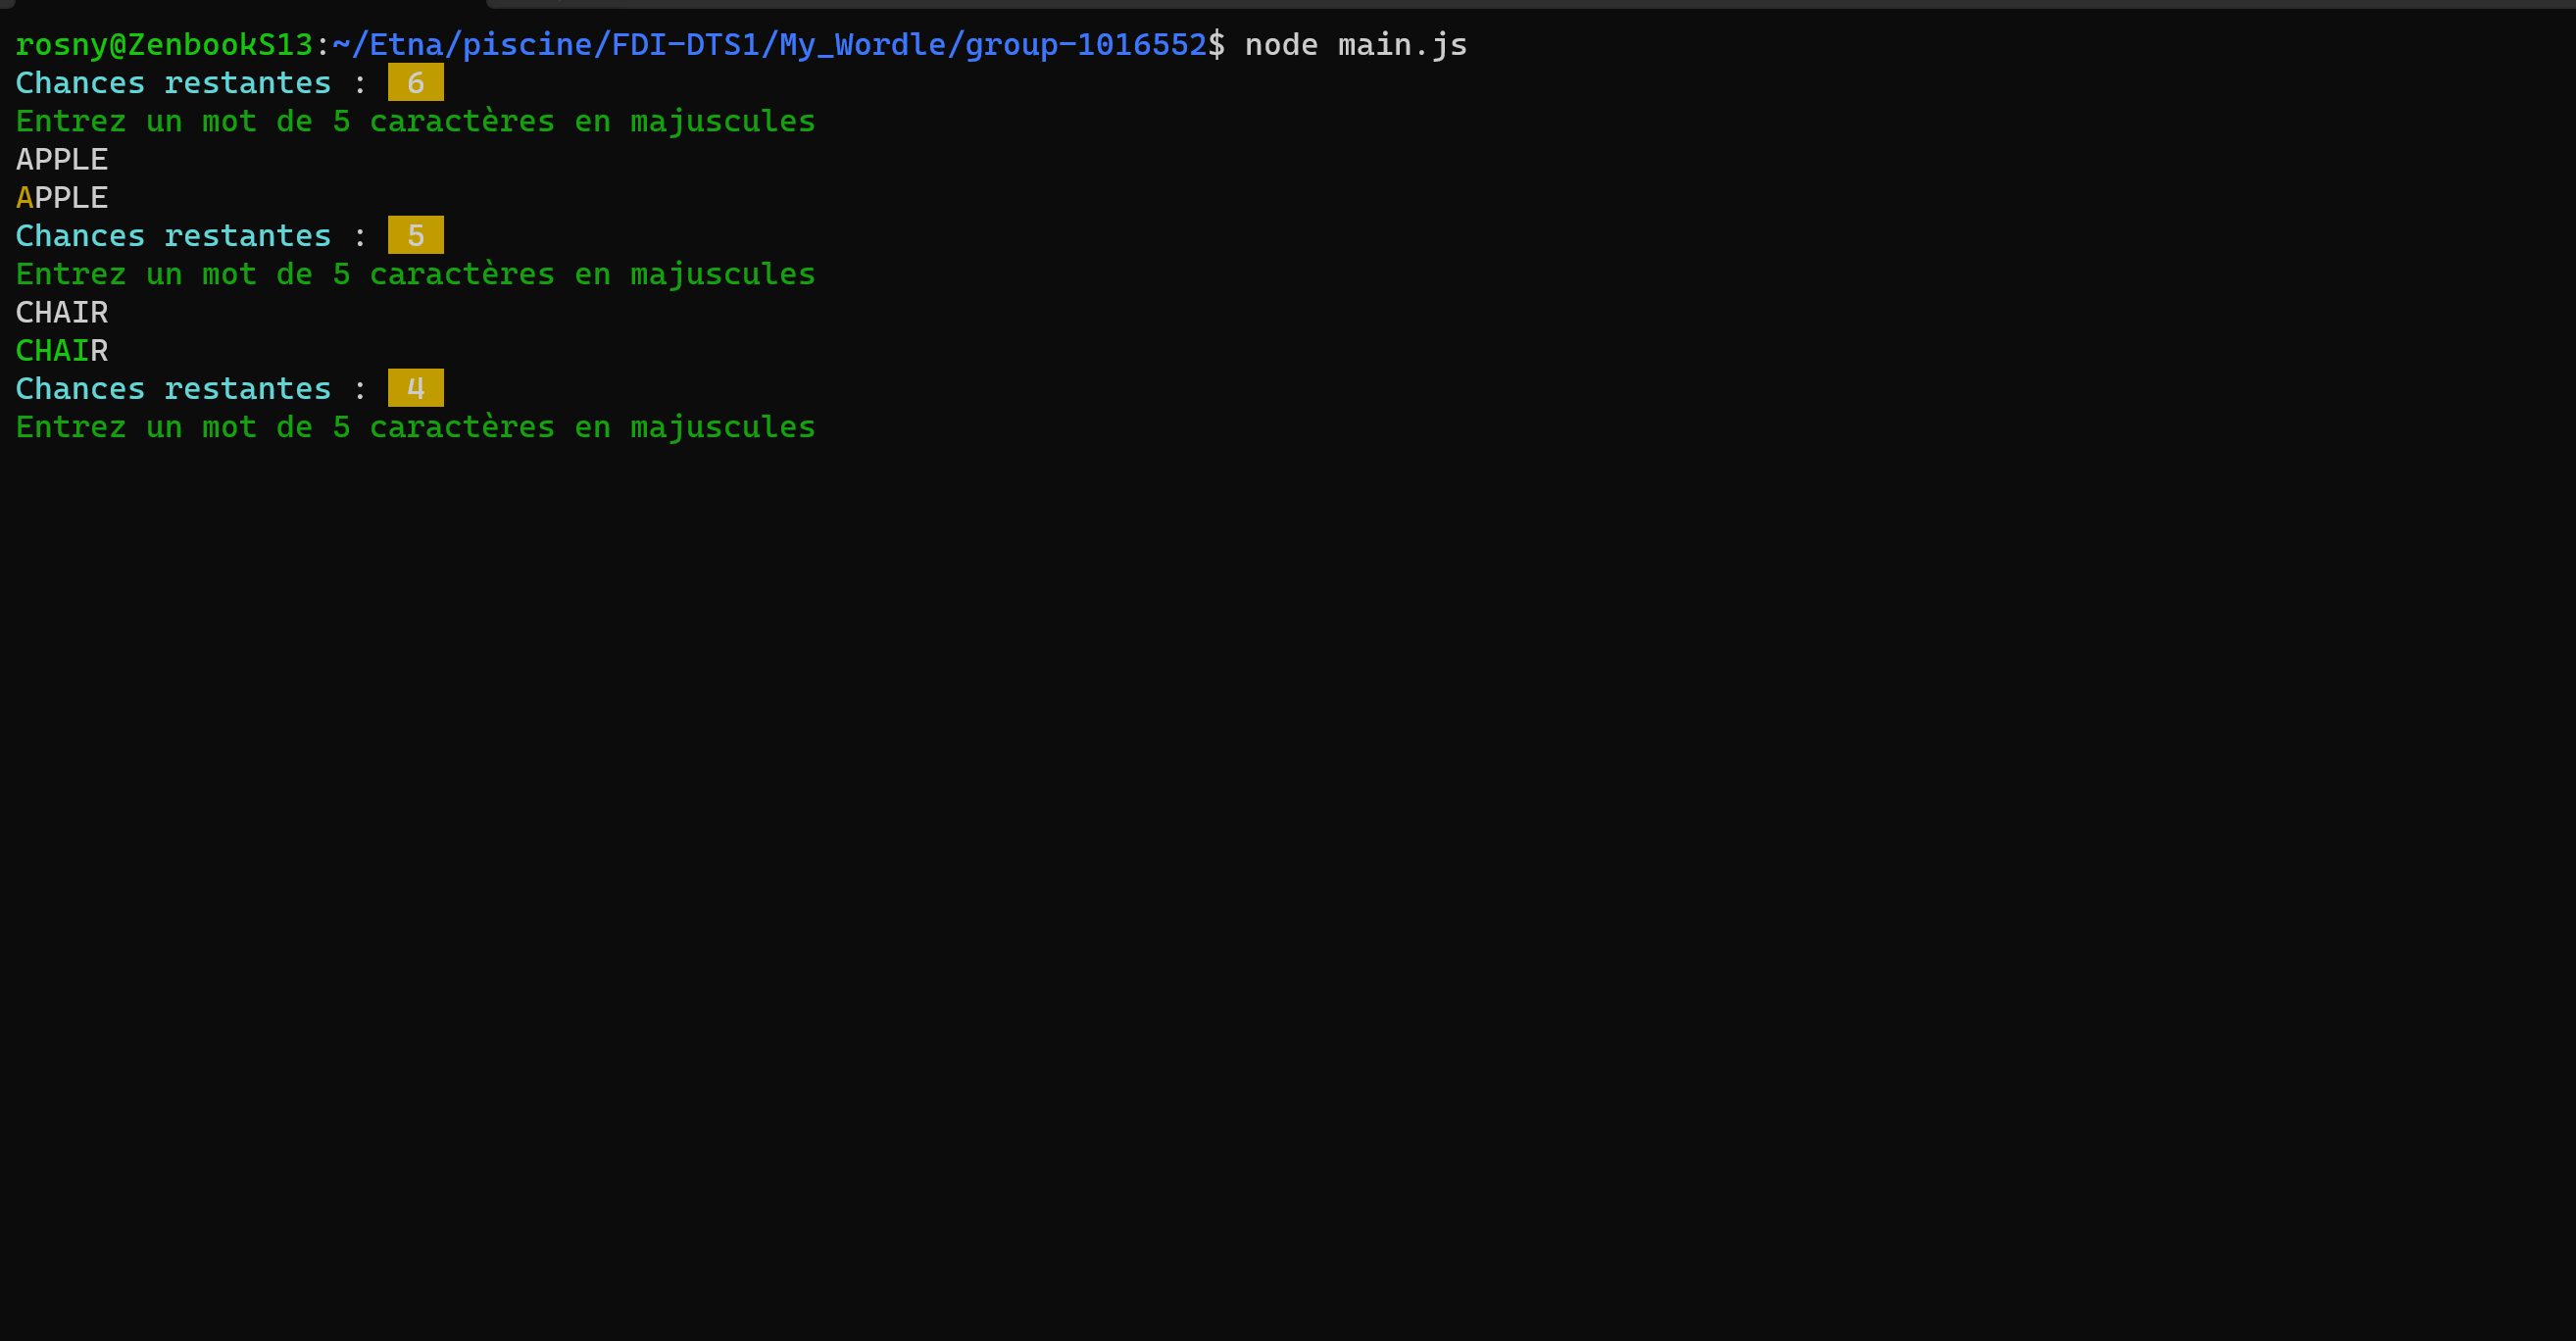 rosny@ZenbookS13:~/Etna/piscine/FDI-DTS1/My_Wordle/group-1016552$ node main.js
Chances restantes : 6
Entrez un mot de 5 caractères en majuscules
APPLE
APPLE
Chances restantes : 5
Entrez un mot de 5 caractères en majuscules
CHAIR
CHAIR
Chances restantes : 4
Entrez un mot de 5 caractères en majuscules